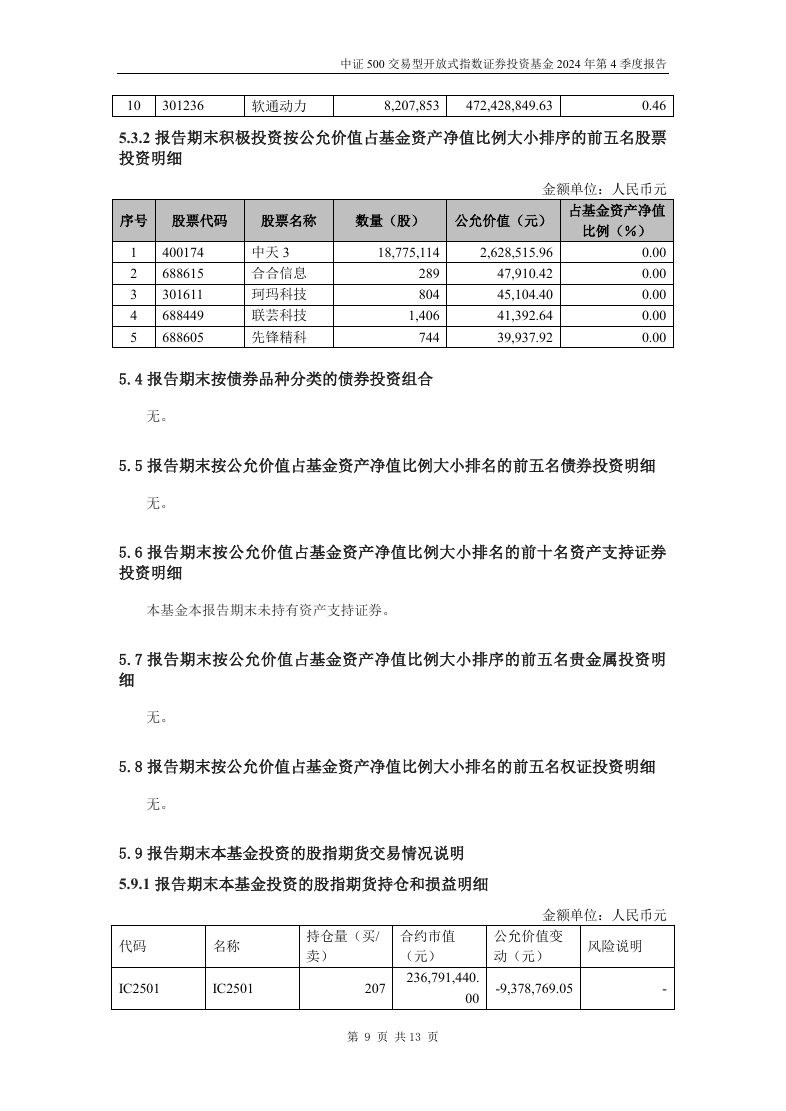 中证 500 交易型开放式指数证券投资基金 2024 年第 4 季度报告
10 301236 软通动力 8,207,853 472,428,849.63 0.46
5.3.2 报告期末积极投资按公允价值占基金资产净值比例大小排序的前五名股票
投资明细
金额单位：人民币元
序号 股票代码 股票名称 数量（股） 公允价值（元） 占基金资产净值
比例（％）
1 400174 中天 3 18,775,114 2,628,515.96 0.00
2 688615 合合信息 289 47,910.42 0.00
3 301611 珂玛科技 804 45,104.40 0.00
4 688449 联芸科技 1,406 41,392.64 0.00
5 688605 先锋精科 744 39,937.92 0.00
5.4 报告期末按债券品种分类的债券投资组合
无。
5.5 报告期末按公允价值占基金资产净值比例大小排名的前五名债券投资明细
无。
5.6 报告期末按公允价值占基金资产净值比例大小排名的前十名资产支持证券
投资明细
本基金本报告期末未持有资产支持证券。
5.7 报告期末按公允价值占基金资产净值比例大小排序的前五名贵金属投资明
细
无。
5.8 报告期末按公允价值占基金资产净值比例大小排名的前五名权证投资明细
无。
5.9 报告期末本基金投资的股指期货交易情况说明
5.9.1 报告期末本基金投资的股指期货持仓和损益明细
金额单位：人民币元
代码 名称 持仓量（买/ 合约市值 公允价值变 风险说明
卖） （元） 动（元）
IC2501 IC2501 207 236,791,440. -9,378,769.05 -
00
第 9 页 共 13 页